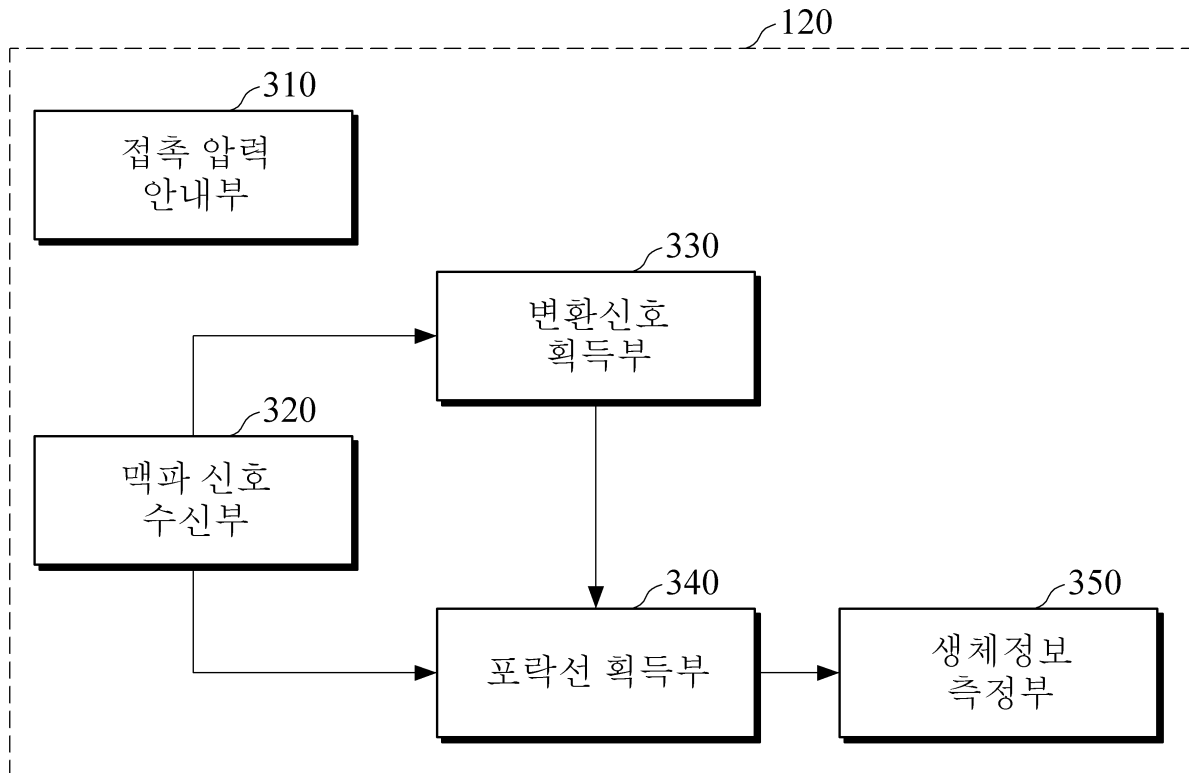 120
310
접촉 압력
안내부
330
변환신호
획득부
320
맥파 신호
수신부
340
포락선 획득부
350
생체정보
측정부